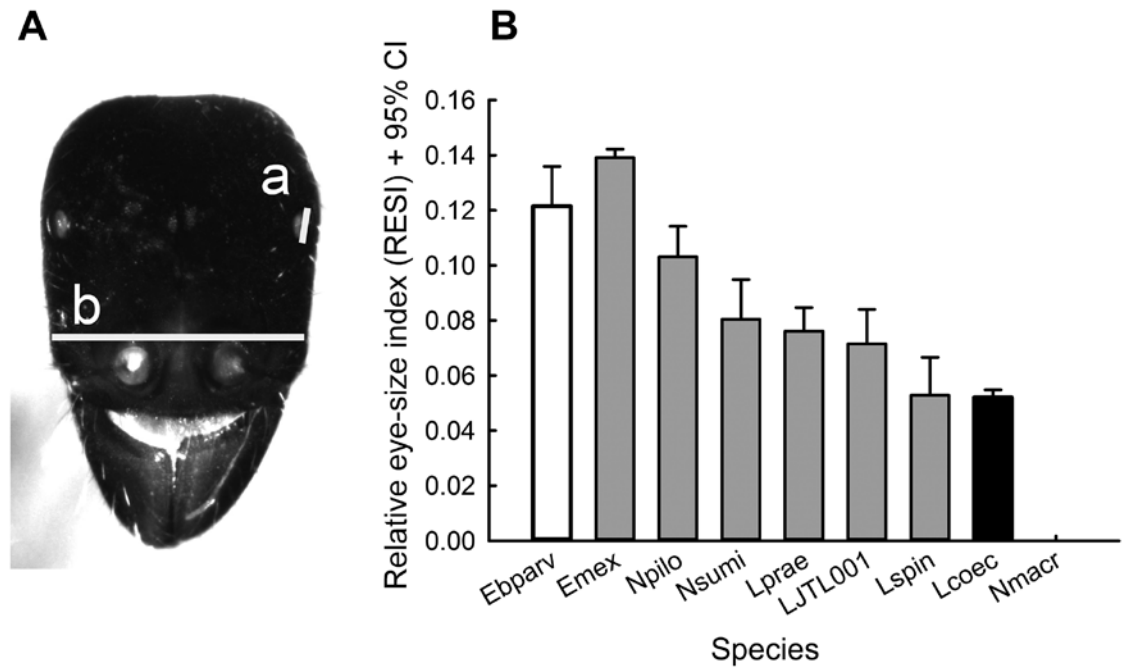 A
a
b
B
Relative eye-size index (RESI) + 95% CI
0.16
0.14
0.12
0.10
0.08
0.06
0.04
0.02
0.00
Ebparv
Emex
Npilo
Nsumi
Lprae
LJTL001
Lspin
Lcoec
Nmacr
Species